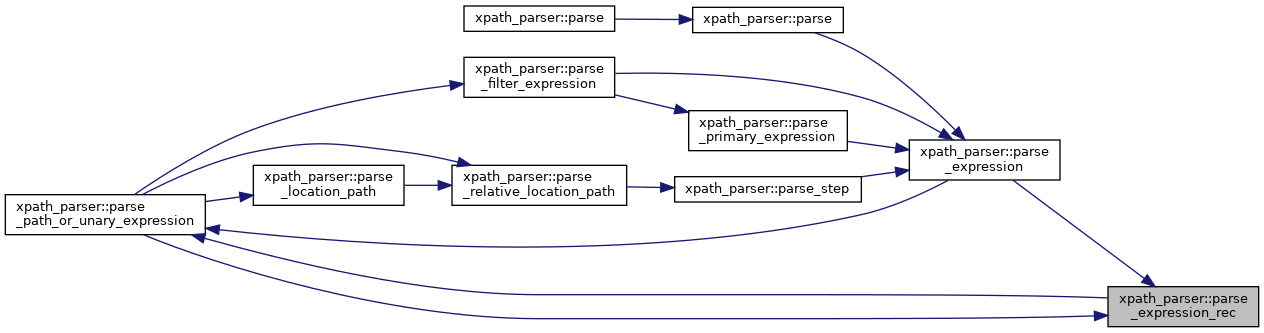 xpath_parser::parse
xpath_parser::parse
xpath_parser::parse
_filter_expression
xpath_parser::parse
_primary_expression
xpath_parser::parse
_expression
xpath_parser::parse
_location_path
xpath_parser::parse
_relative_location_path
xpath_parser::parse_step
xpath_parser::parse
_path_or_unary_expression
xpath_parser::parse
_expression_rec